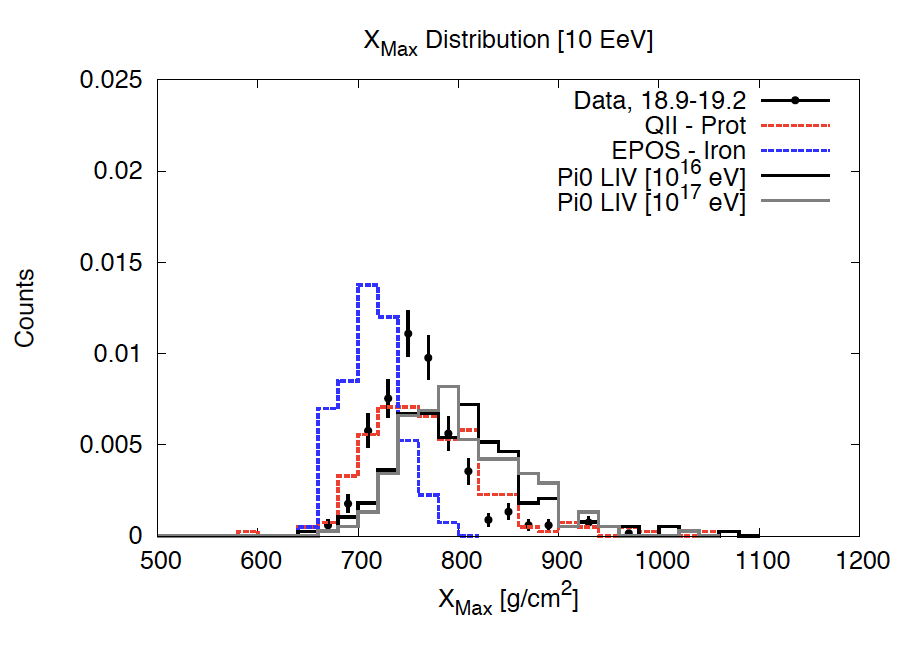 X_Max Distribution [10 EeV]
0.025
0.02
0.015
0.01
0.005
0
Counts
Data, 18.9-19.2
QII - Prot
EPOS - Iron
Pi0 LIV [10^16 eV]
Pi0 LIV [10^17 eV]
500 600 700 800 900 1000 1100 1200
X_Max [g/cm^2]